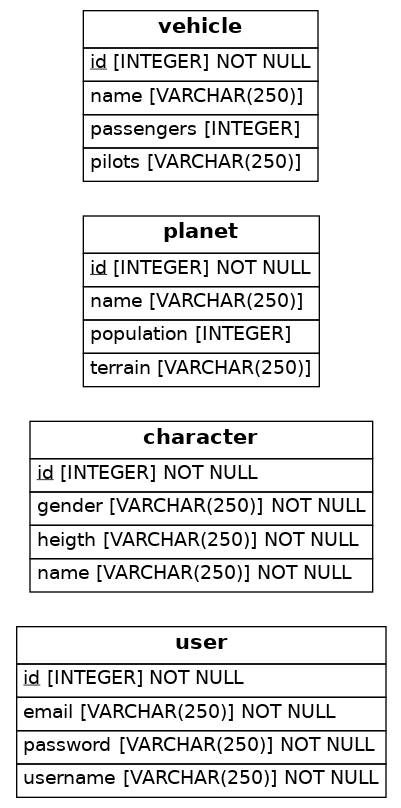 vehicle
id [INTEGER] NOT NULL
name [VARCHAR(250)]
passengers [INTEGER]
pilots [VARCHAR(250)]
planet
id [INTEGER] NOT NULL
name [VARCHAR(250)]
population [INTEGER]
terrain [VARCHAR(250)]
character
id [INTEGER] NOT NULL
gender [VARCHAR(250)] NOT NULL
heigth [VARCHAR(250)] NOT NULL
name [VARCHAR(250)] NOT NULL
user
id [INTEGER] NOT NULL
email [VARCHAR(250)] NOT NULL
password [VARCHAR(250)] NOT NULL
username [VARCHAR(250)] NOT NULL